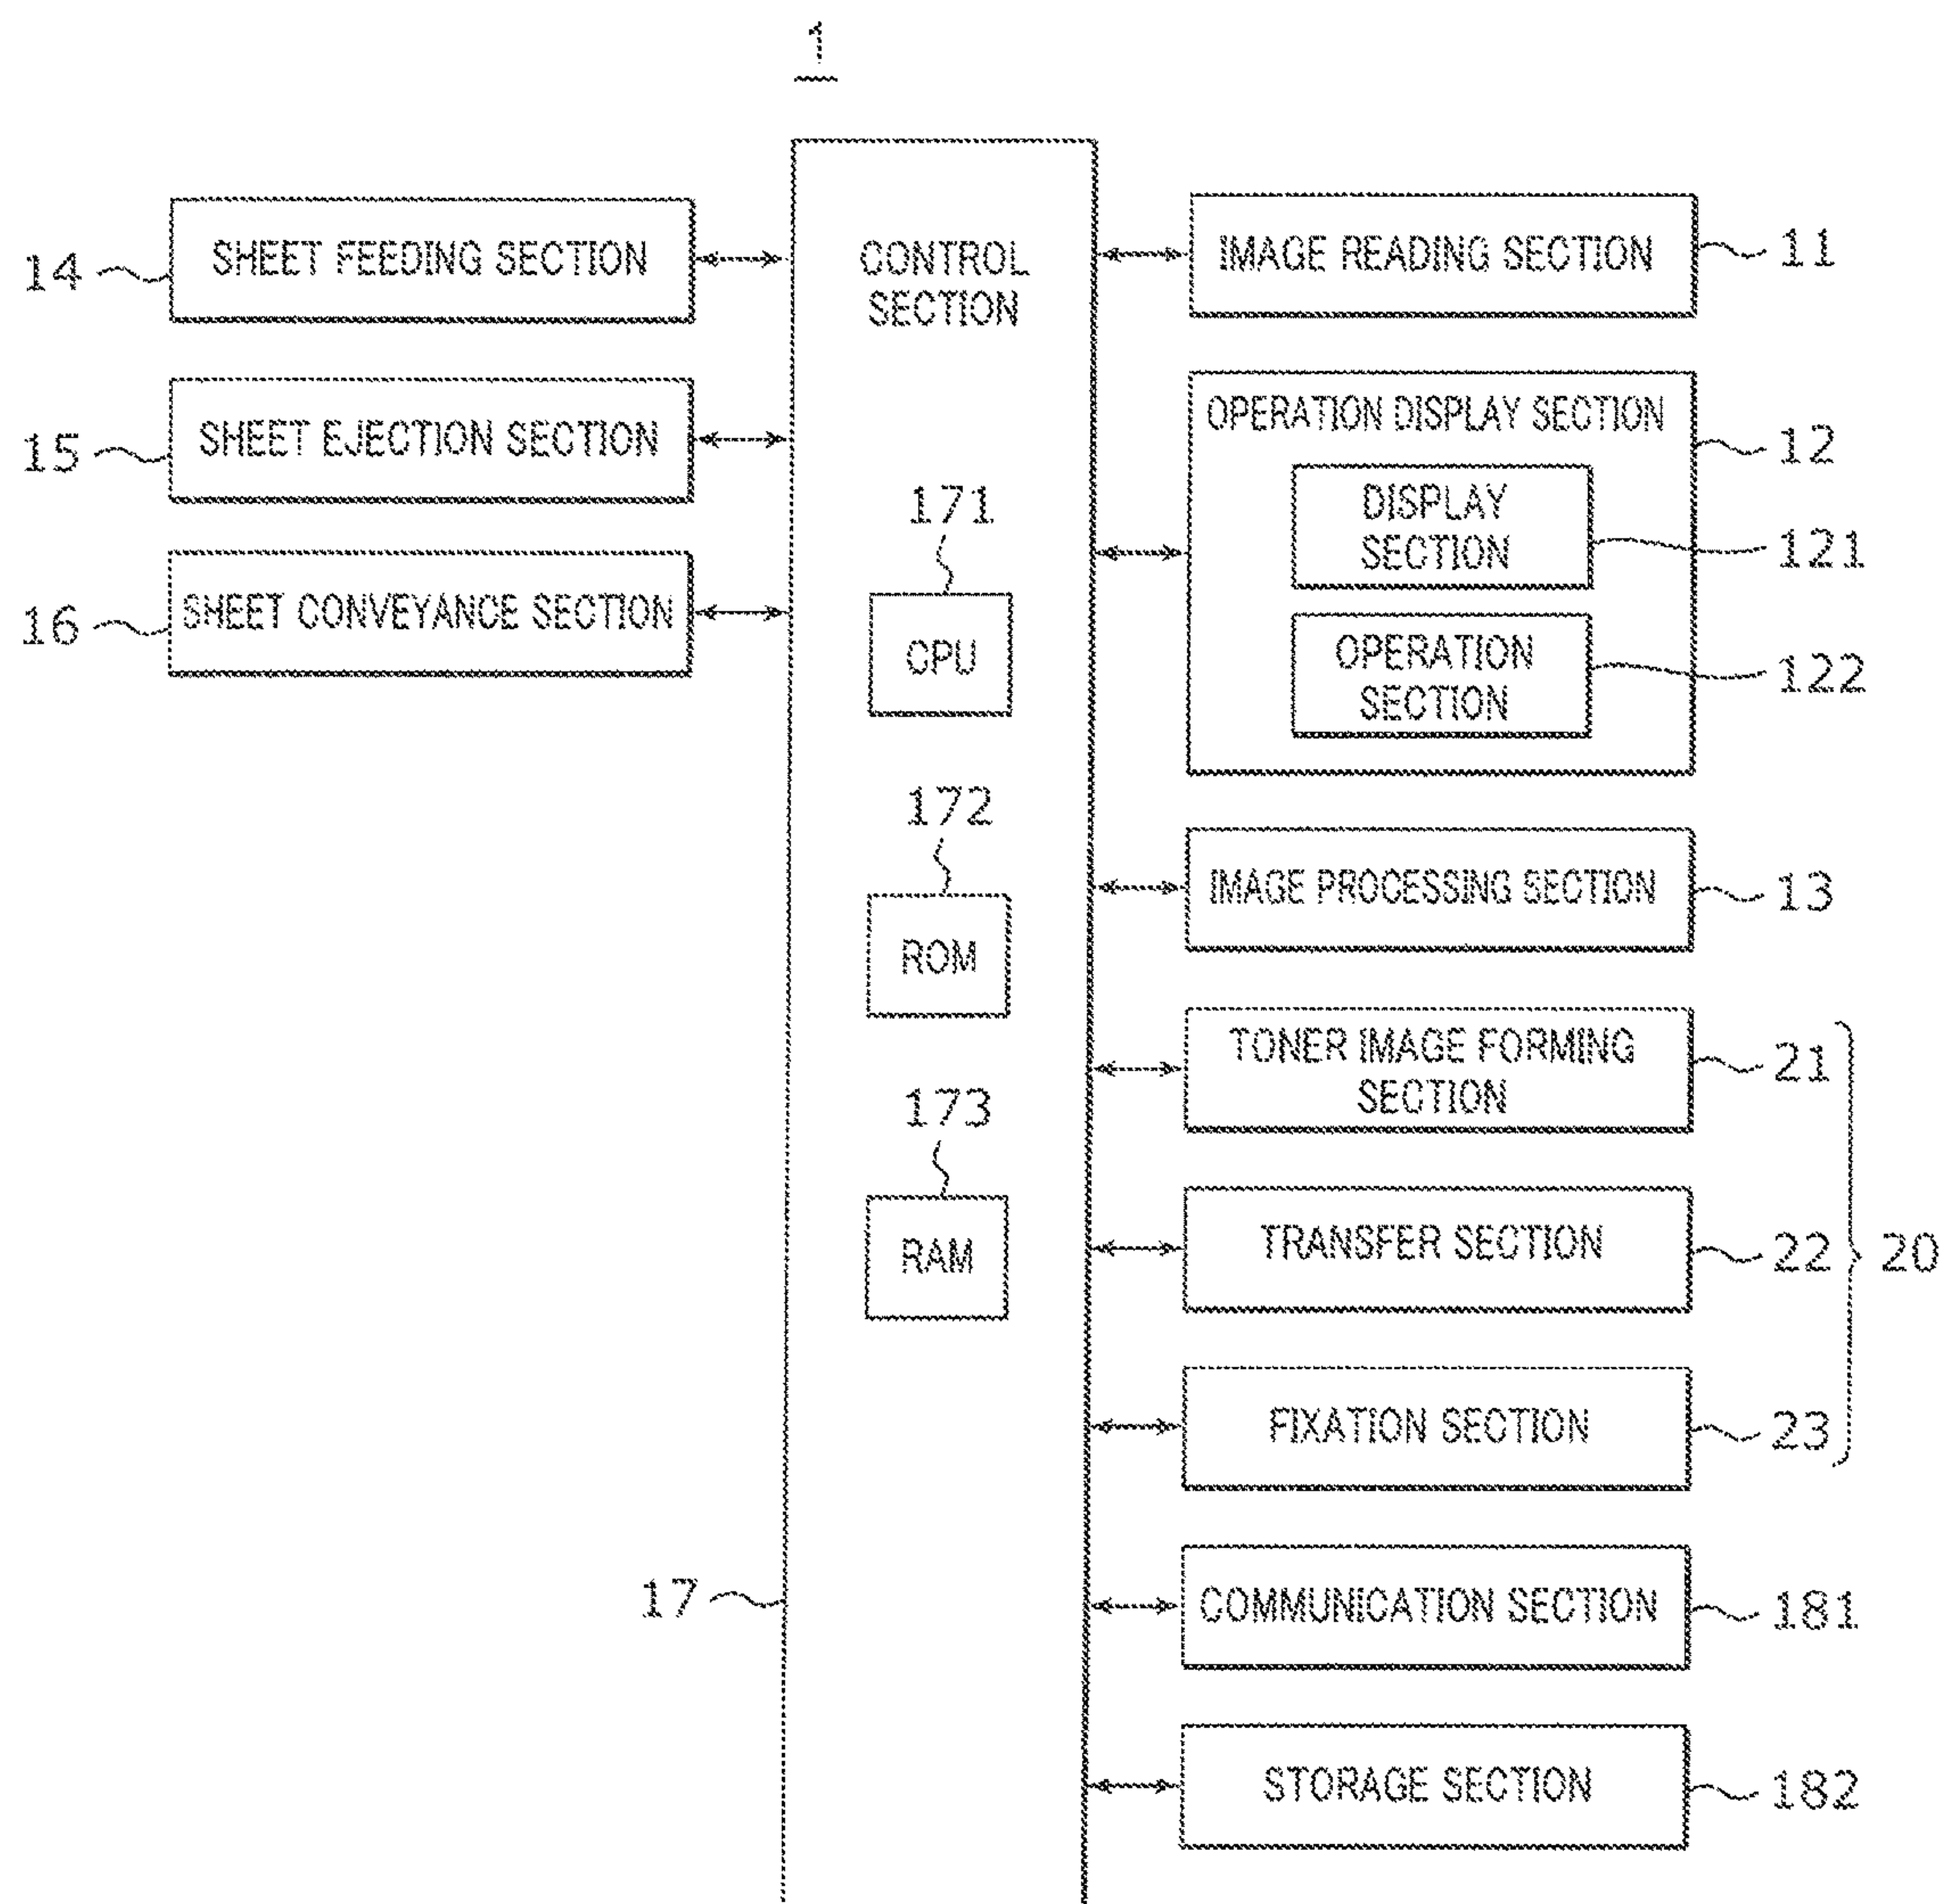 1
14
SHEET FEEDING SECTION
15
SHEET EJECTION SECTION
16
SHEET CONVEYANCE SECTION
CONTROL
SECTION
171
CPU
172
ROM
173
RAM
17
IMAGE READING SECTION
11
OPERATION DISPLAY SECTION
12
DISPLAY
SECTION
121
OPERATION
SECTION
122
IMAGE PROCESSING SECTION
13
TONER IMAGE FORMING
SECTION
21
TRANSFER SECTION
22
20
FIXATION SECTION
23
COMMUNICATION SECTION
181
STORAGE SECTION
182